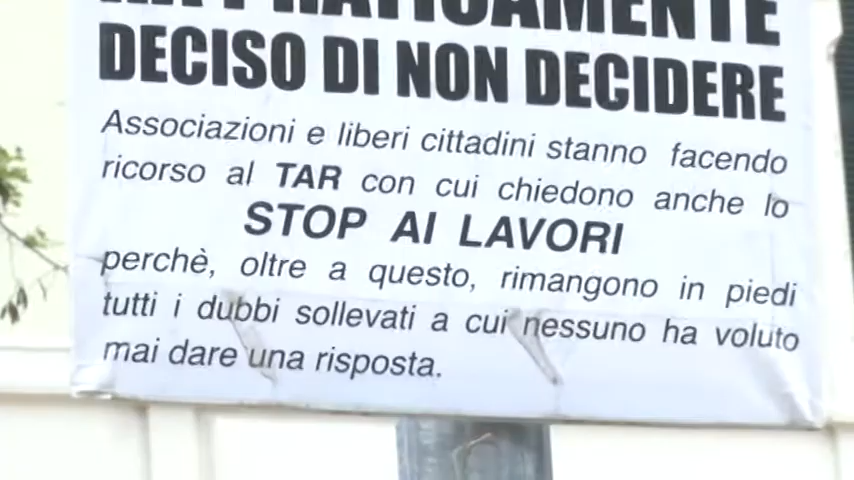 PRATICAMENTE
DECISO DI NON DECIDERE
Associazioni e liberi cittadini stanno facendo
ricorso al TAR con cui chiedono anche lo
STOP AI LAVORI
perchè, oltre a questo, rimangono in piedi
tutti i dubbi sollevati a cui nessuno ha voluto
mai dare una risposta.